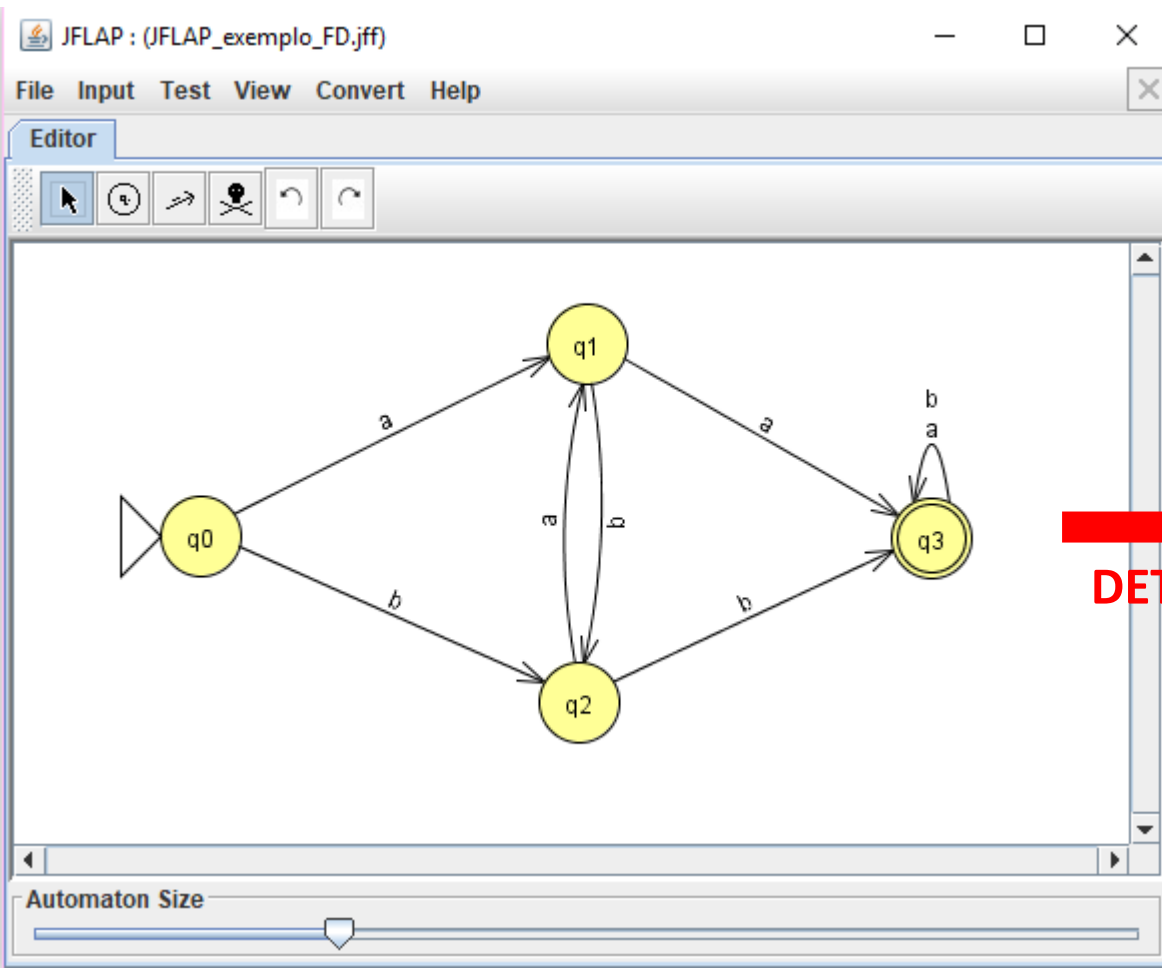 JFLAP : (JFLAP_exemplo_FD.jff)
File Input Test View Convert Help
Editor
q
q1
b
a
a
a
a
b
q0
q3
DET
b
b
q2
Automaton Size